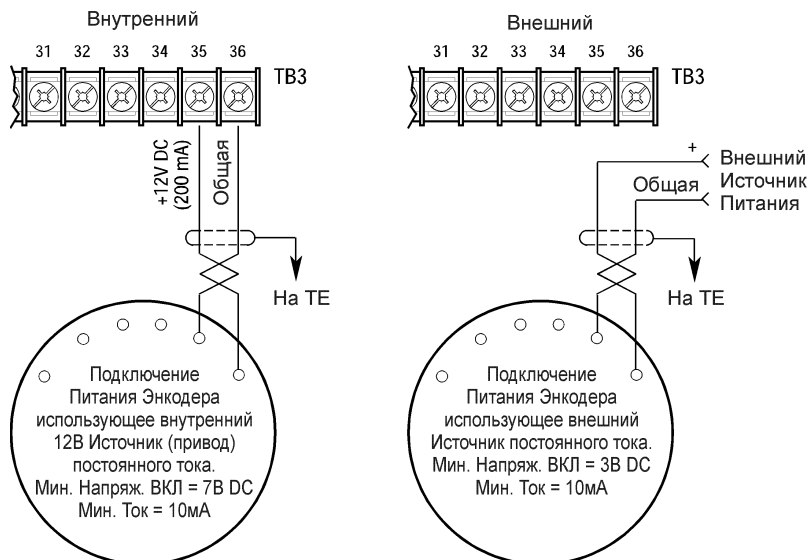 Внутренний
31 32 33 34 35 36
TB3
+12V DC
(200 mA)
Общая
На ТЕ
Подключение
Питания Энкодера
использующее внутренний
12В Источник (привод)
постоянного тока.
Мин. Напряж. ВКЛ = 7В DC
Мин. Ток = 10мА
Внешний
31 32 33 34 35 36
TB3
+
Внешний
Источник
Питания
Общая
На ТЕ
Подключение
Питания Энкодера
использующее внешний
Источник постоянного тока.
Мин. Напряж. ВКЛ = 3В DC
Мин. Ток = 10мА